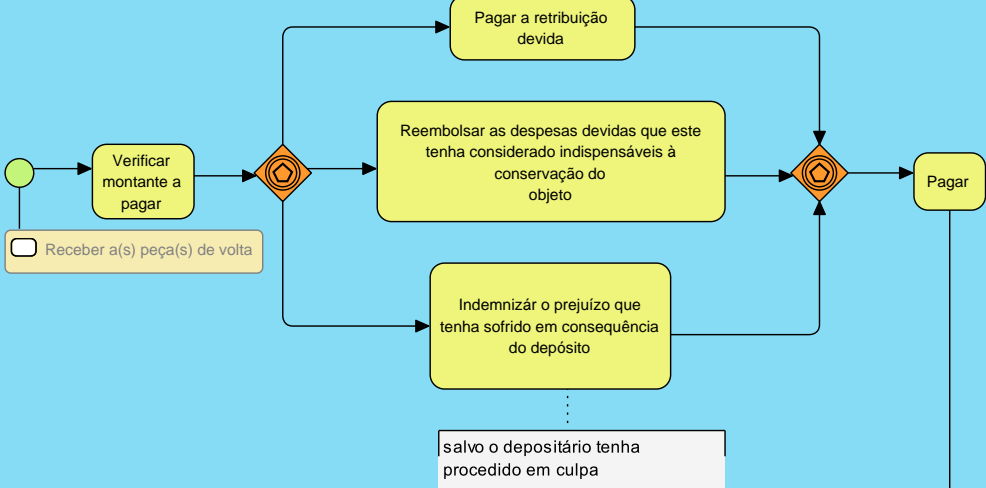 Pagar a retribuição
devida
Verificar
montante a
pagar
Receber a(s) peça(s) de volta
Reembolsar as despesas devidas que este
tenha considerado indispensáveis à
conservação do
objeto
Indemnizár o prejuízo que
tenha sofrido em consequência
do depósito
salvo o depositário tenha
procedido em culpa
Pagar